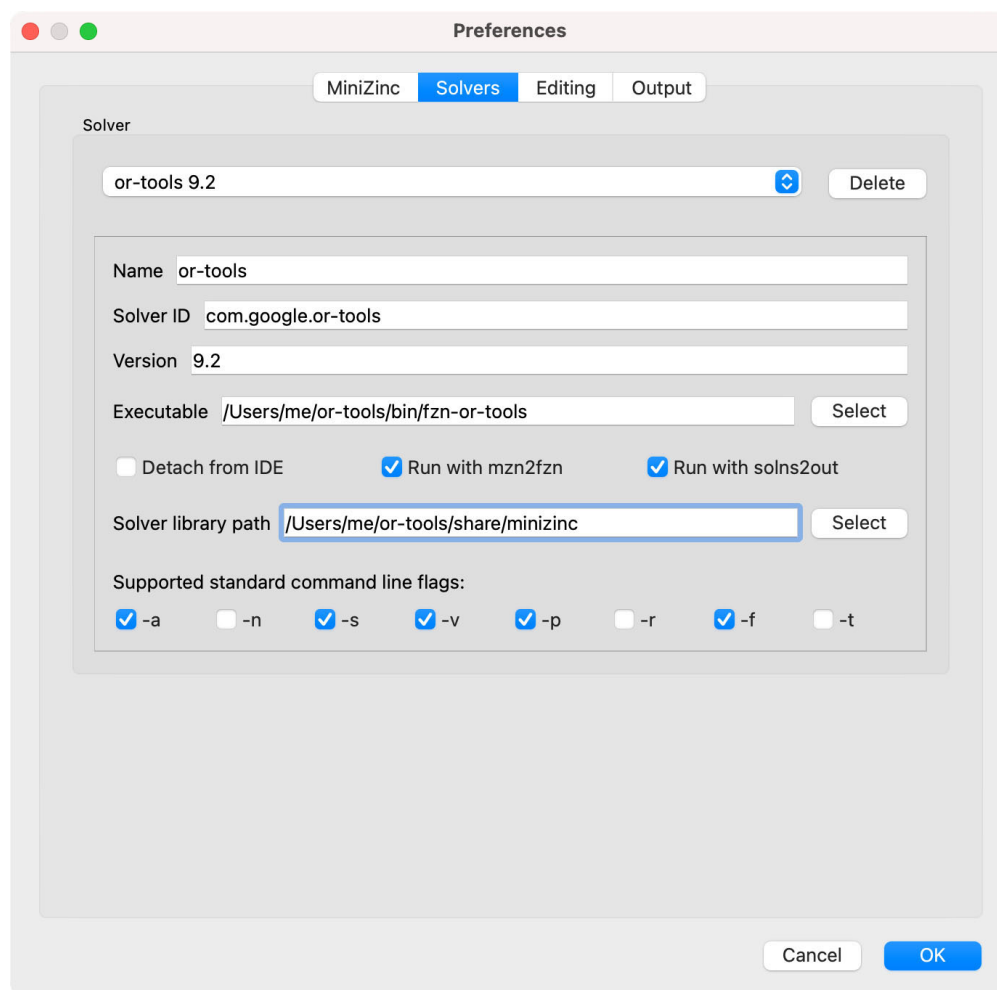 Preferences
MiniZinc Solvers Editing Output
Solver
or-tools 9.2 Delete
Name or-tools
Solver ID com.google.or-tools
Version 9.2
Executable /Users/me/or-tools/bin/fzn-or-tools Select
Detach from IDE Run with mzn2fzn Run with solns2out
Solver library path /Users/me/or-tools/share/minizinc Select
Supported standard command line flags:
-a -n -s -v -p -r -f -t
Cancel OK